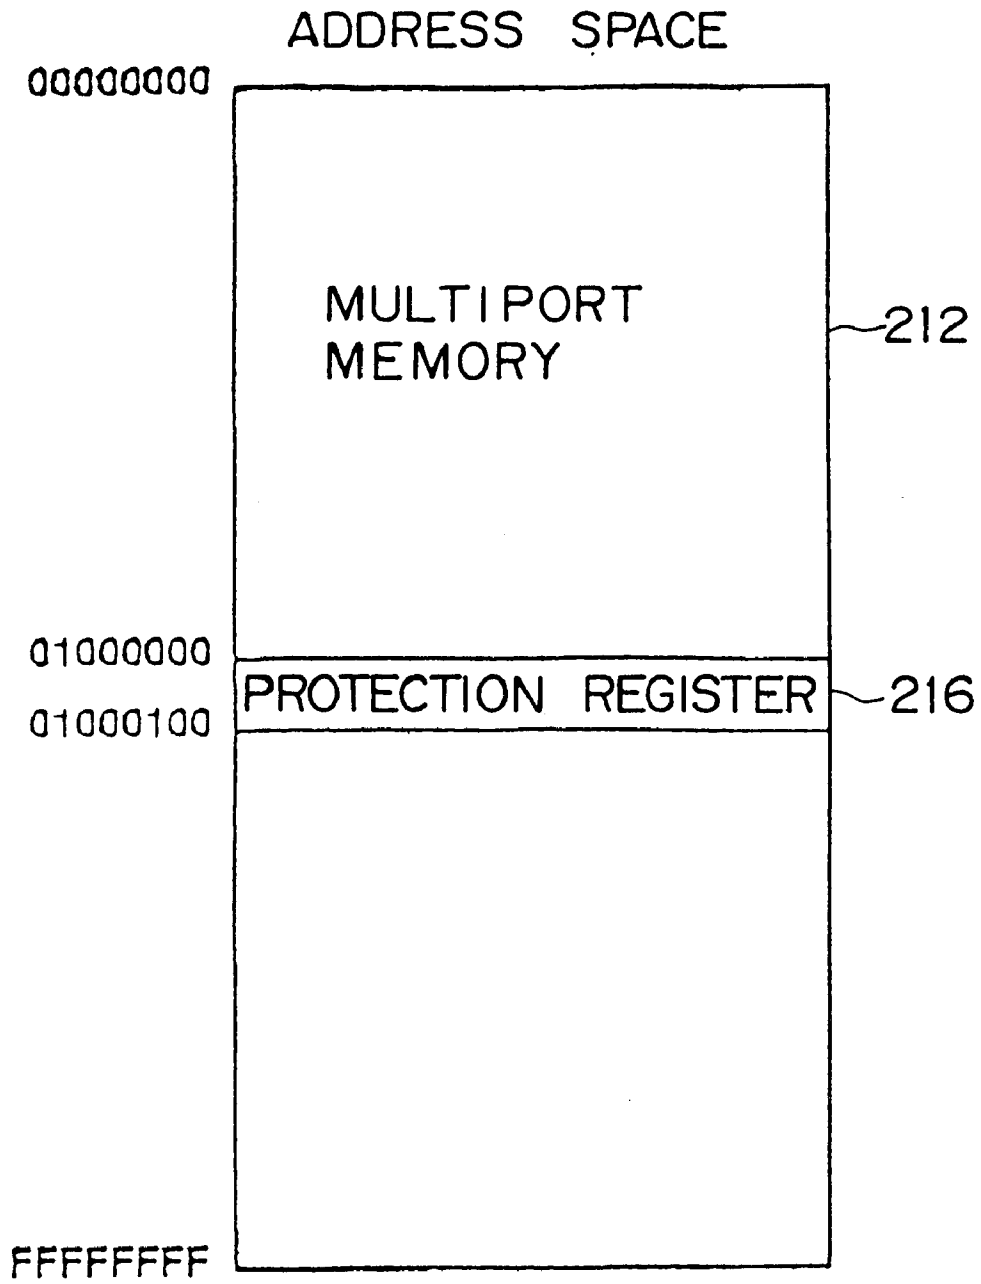 ADDRESS SPACE
00000000
MULTIPORT
MEMORY
212
01000000
PROTECTION REGISTER
216
01000100
FFFFFFFF